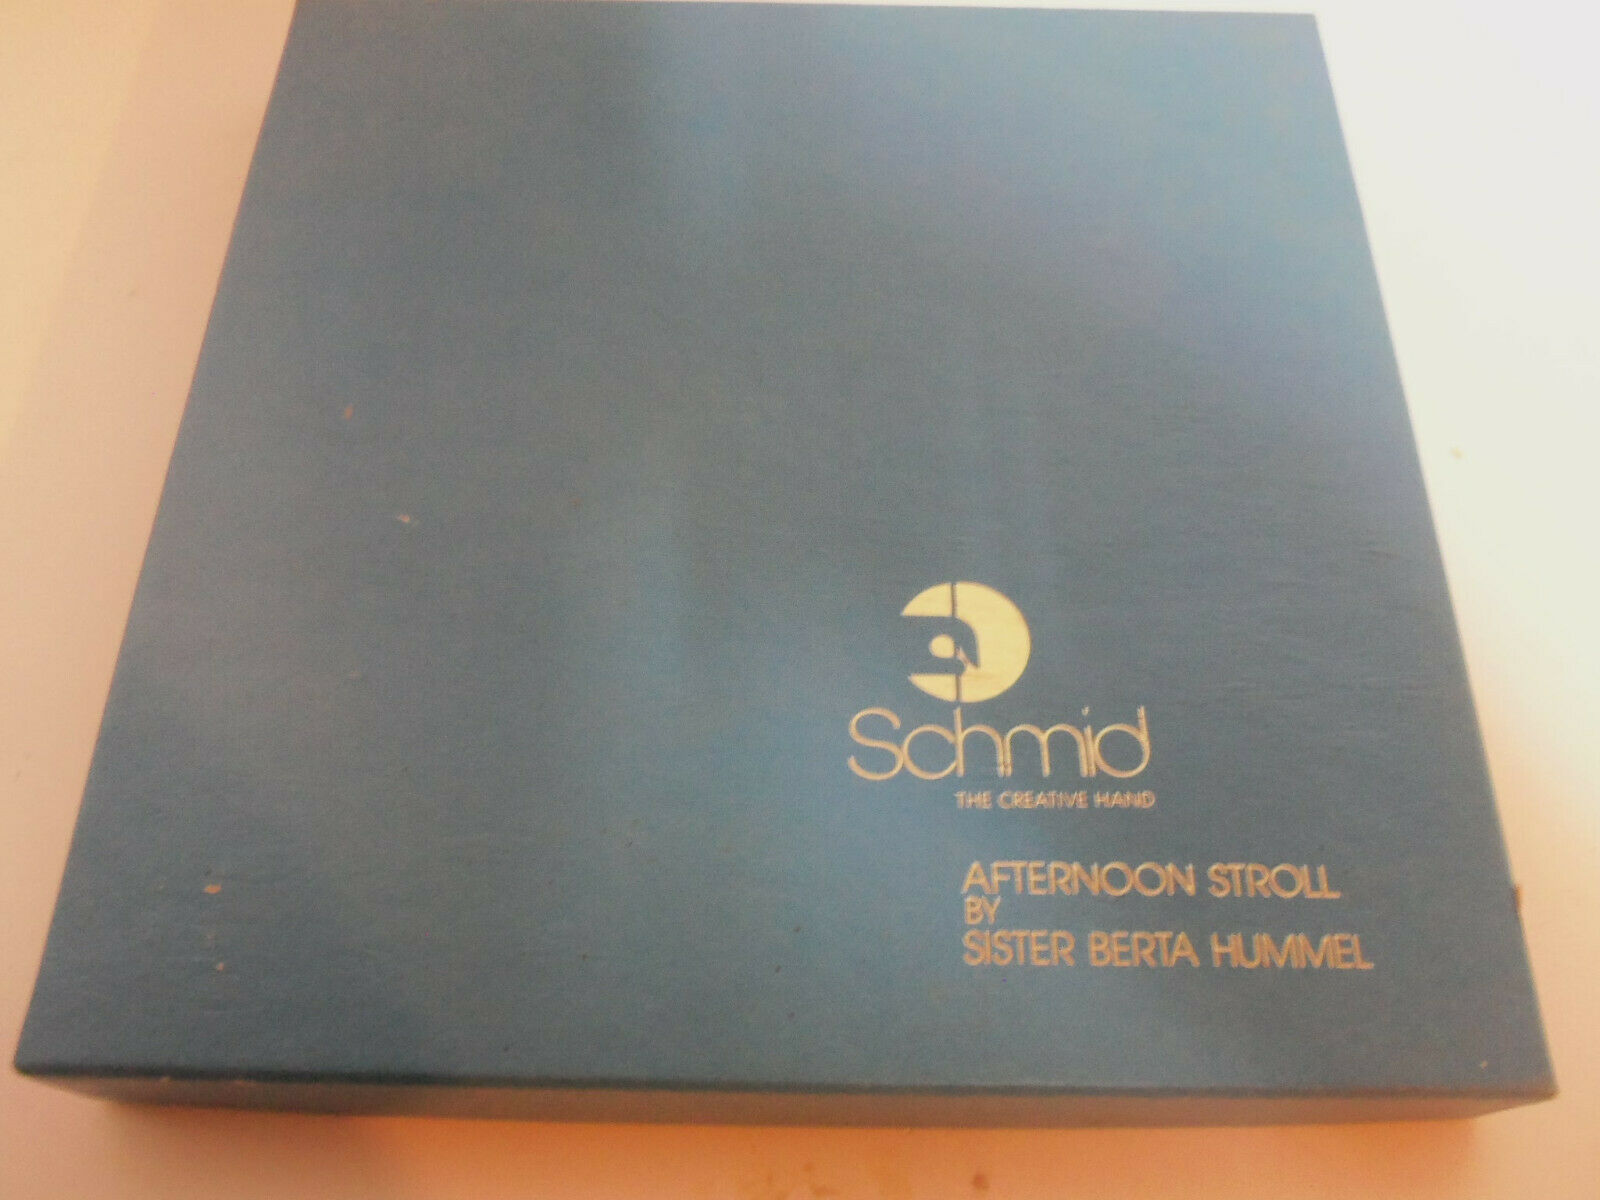 Schmid
THE CREATIVE HAND
AFTERNOON STROLL
BY
SISTER BERTA HUMMEL